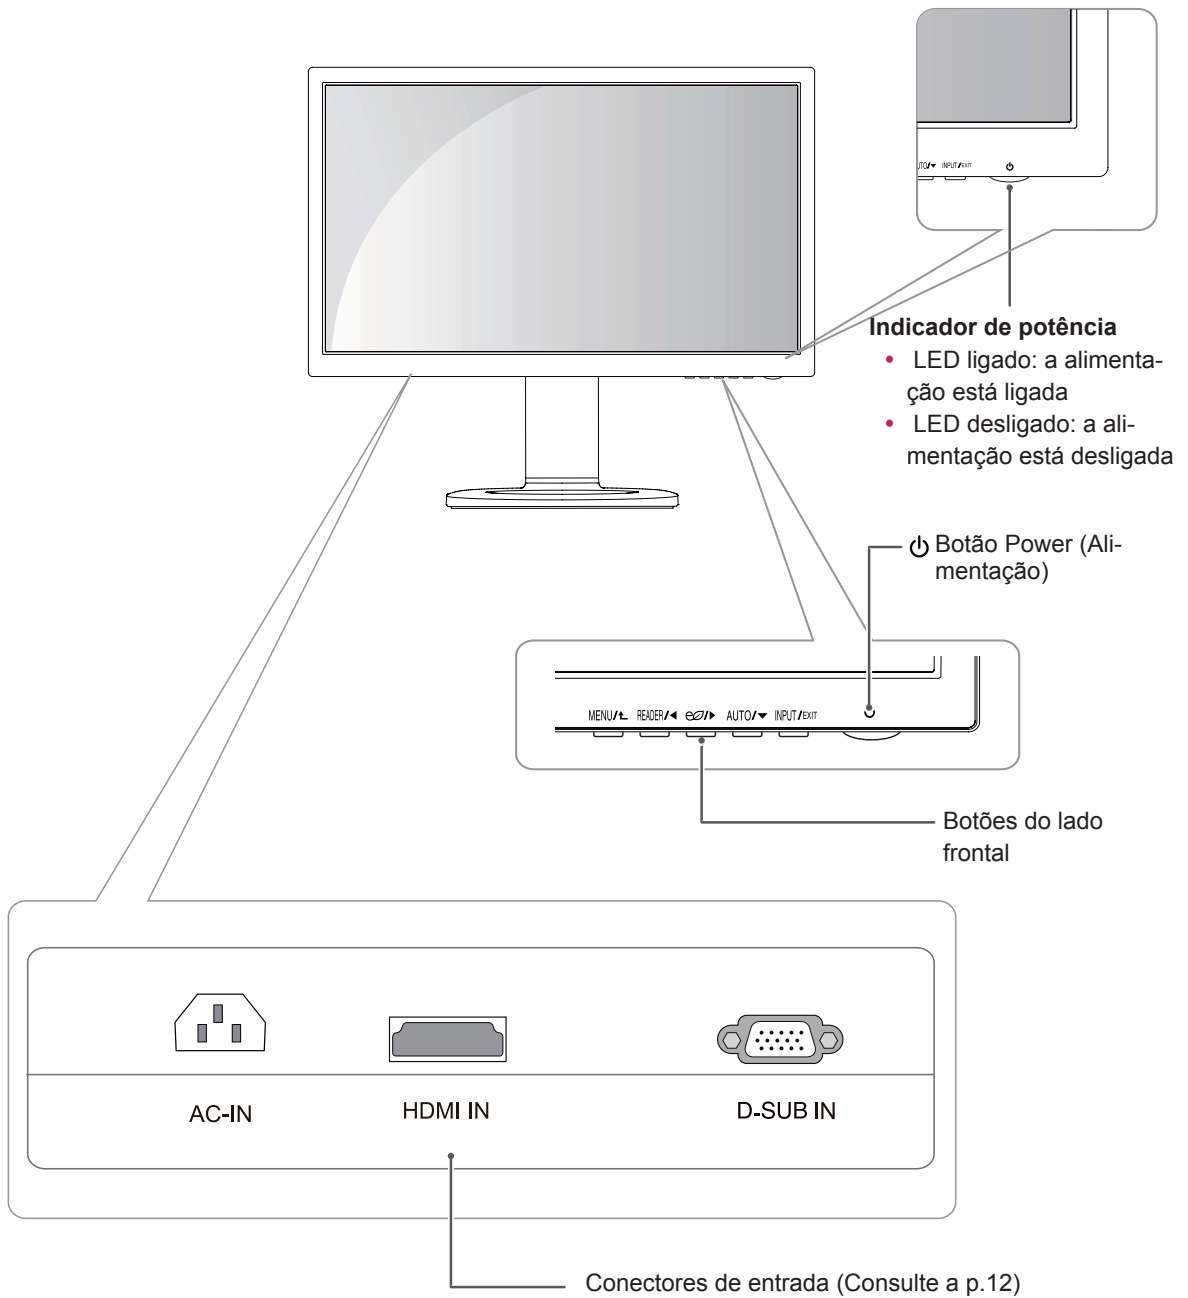 UTO/▼ INPUT/EXIT
Indicador de potência
• LED ligado: a alimenta-
ção está ligada
• LED desligado: a ali-
mentação está desligada
Botão Power (Ali-
mentação)
MENU/ READER/◀ e/▶ AUTO/▼ INPUT/EXIT
Botões do lado
frontal
AC-IN HDMI IN D-SUB IN
Conectores de entrada (Consulte a p.12)